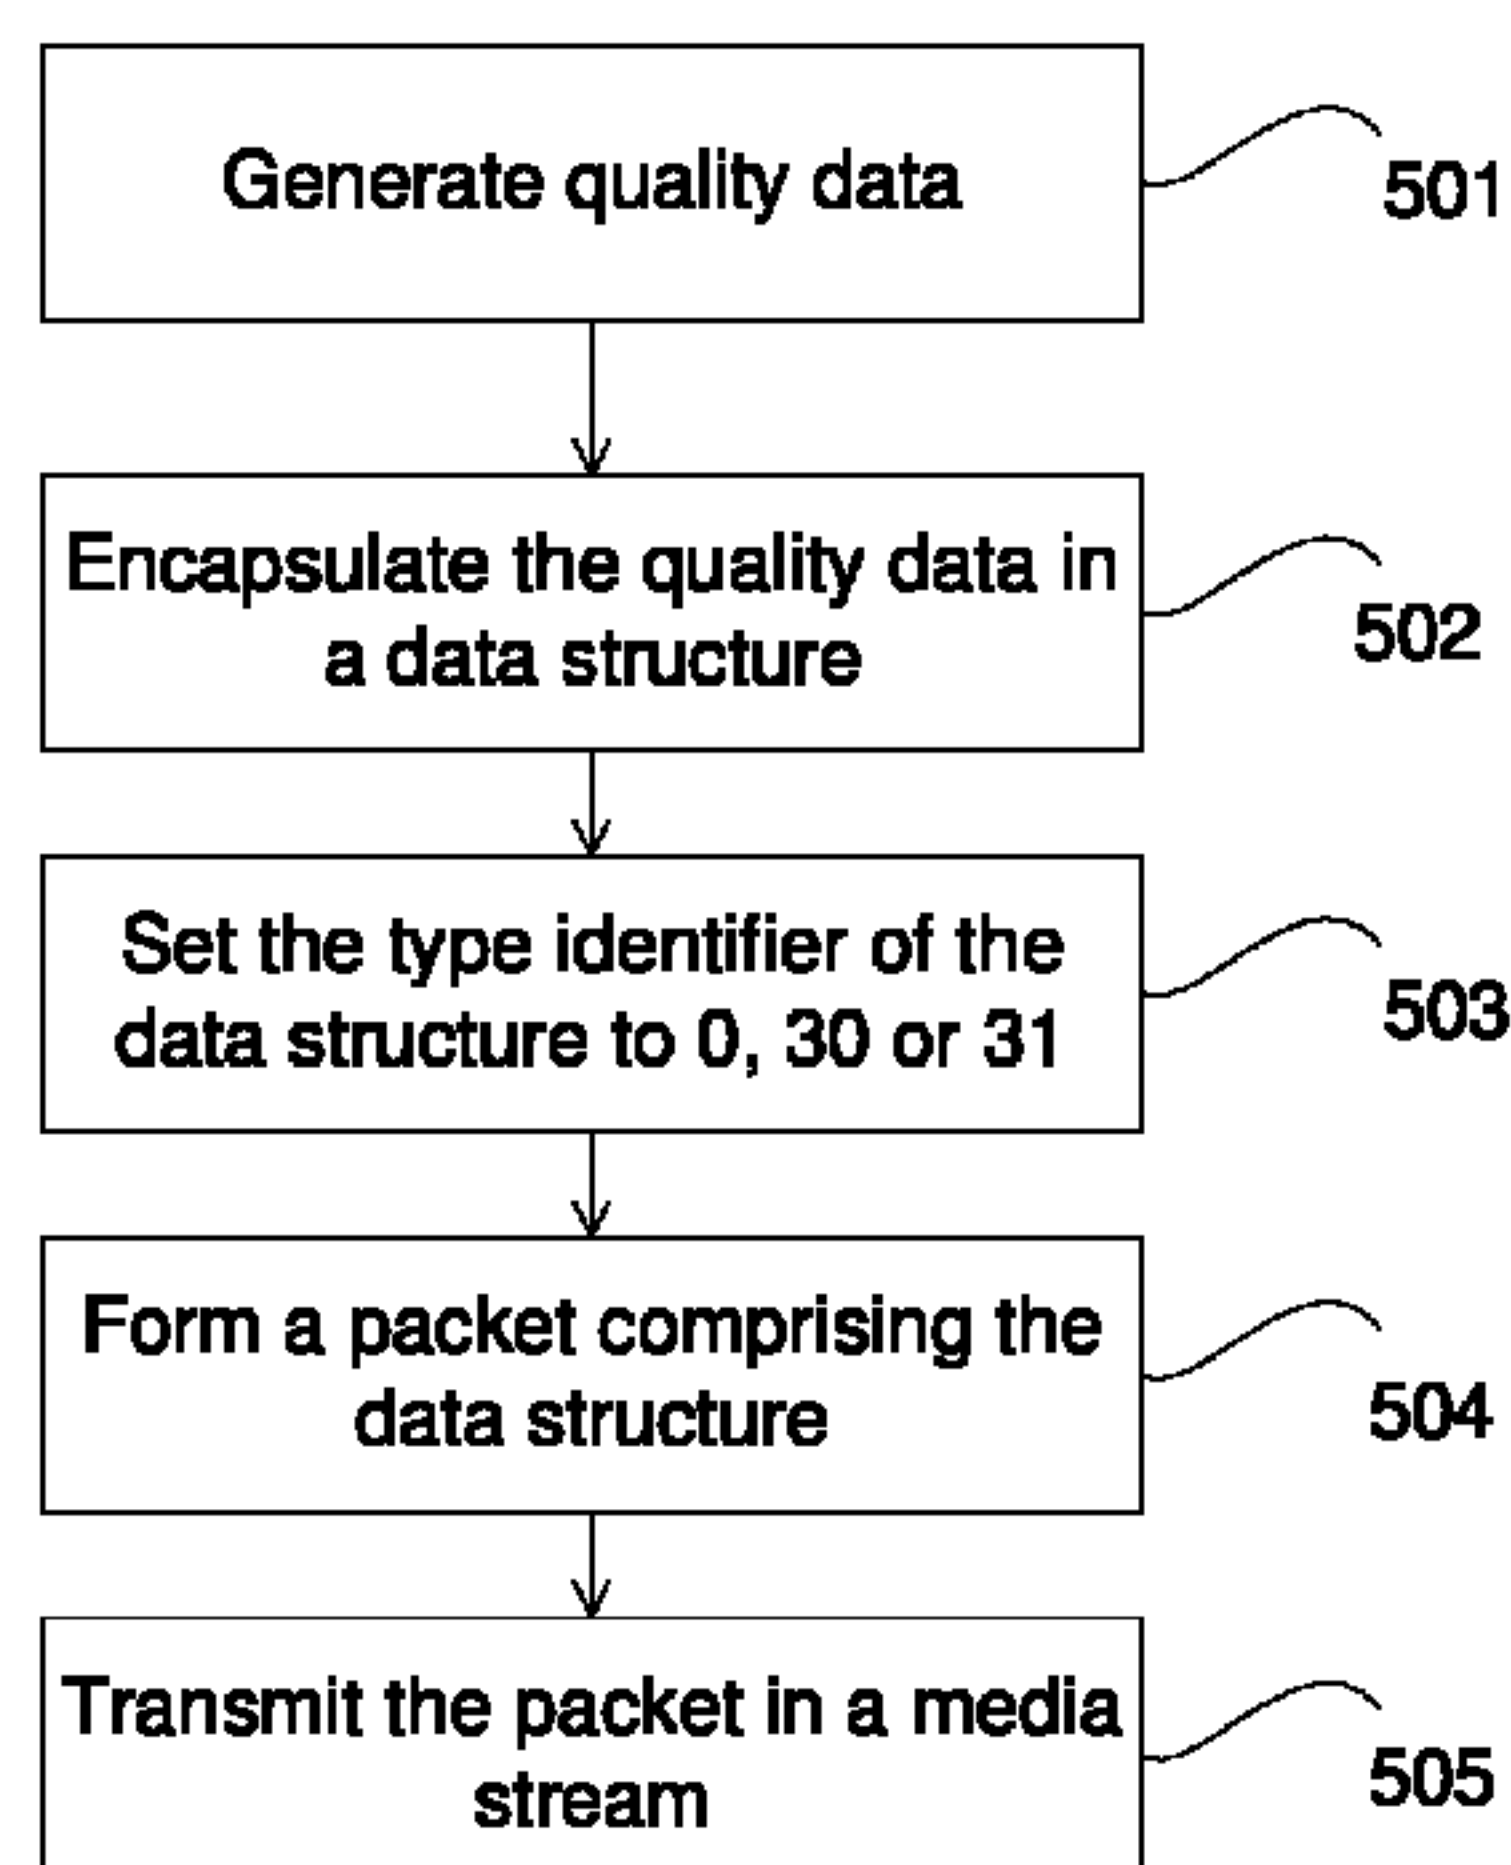 Generate quality data
501
Encapsulate the quality data in
a data structure
502
Set the type identifier of the
data structure to 0, 30 or 31
503
Form a packet comprising the
data structure
504
Transmit the packet in a media
stream
505